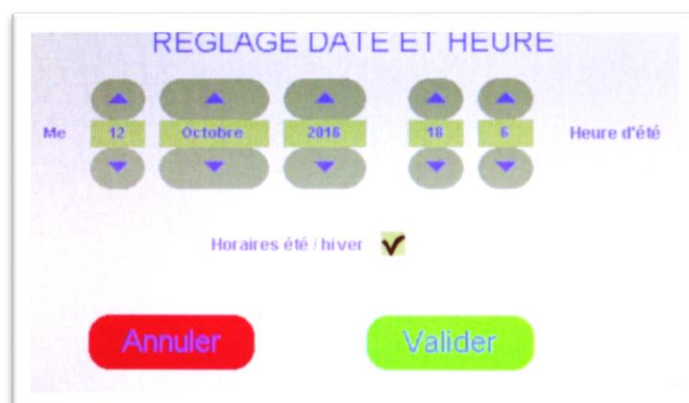 REGLAGE DATE ET HEURE
Me 12 Octobre 2016 18 6 Heure d'été
Horaires été / hiver
Annuler Valider